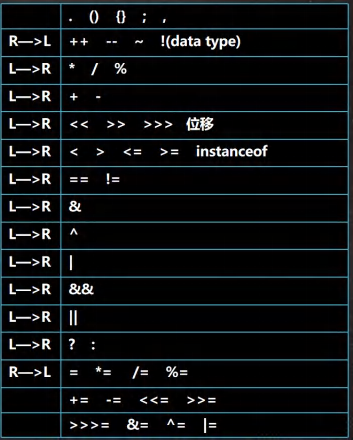 . () {} ; ,
R—>L ++ -- ~ !(data type)
L—>R * / %
L—>R + -
L—>R << >> >>> 位移
L—>R < > <= >= instanceof
L—>R == !=
L—>R &
L—>R ^
L—>R |
L—>R &&
L—>R ||
L—>R ? :
R—>L = *= /= %=
+= -= <<= >>=
>>>= &= ^= |=